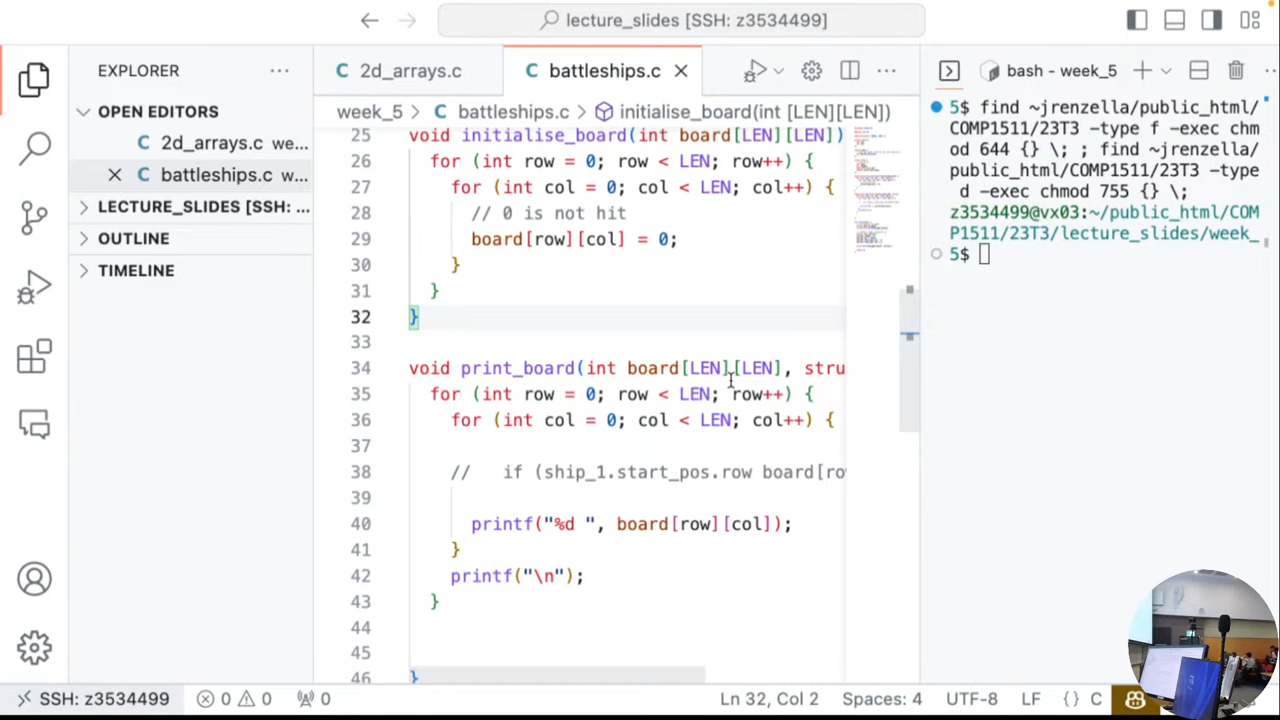 lecture_slides [SSH: z3534499]
EXPLORER
OPEN EDITORS
2d_arrays.c we...
battleships.c w...
LECTURE_SLIDES [SSH: ...
OUTLINE
TIMELINE
C 2d_arrays.c
C battleships.c
week_5 > C battleships.c > initialise_board(int [LEN][LEN])
25 void initialise_board(int board[LEN][LEN])
26 for (int row = 0; row < LEN; row++) {
27 for (int col = 0; col < LEN; col++) {
28 // 0 is not hit
29 board[row][col] = 0;
30 }
31 }
32 }
33
34 void print_board(int board[LEN][LEN], stru
35 for (int row = 0; row < LEN; row++) {
36 for (int col = 0; col < LEN; col++) {
37
38 // if (ship_1.start_pos.row board[ro
39
40 printf("%d ", board[row][col]);
41 }
42 printf("\n");
43 }
44
45
46 }
bash - week_5
5$ find ~jrenzella/public_html/
COMP1511/23T3 -type f -exec chm
od 644 {} \; ; find ~jrenzella/
public_html/COMP1511/23T3 -type
d -exec chmod 755 {} \;
z3534499@vx03:~/public_html/COM
P1511/23T3/lecture_slides/week_
5$
SSH: z3534499 0 0 0 Ln 32, Col 2 Spaces: 4 UTF-8 LF {} C